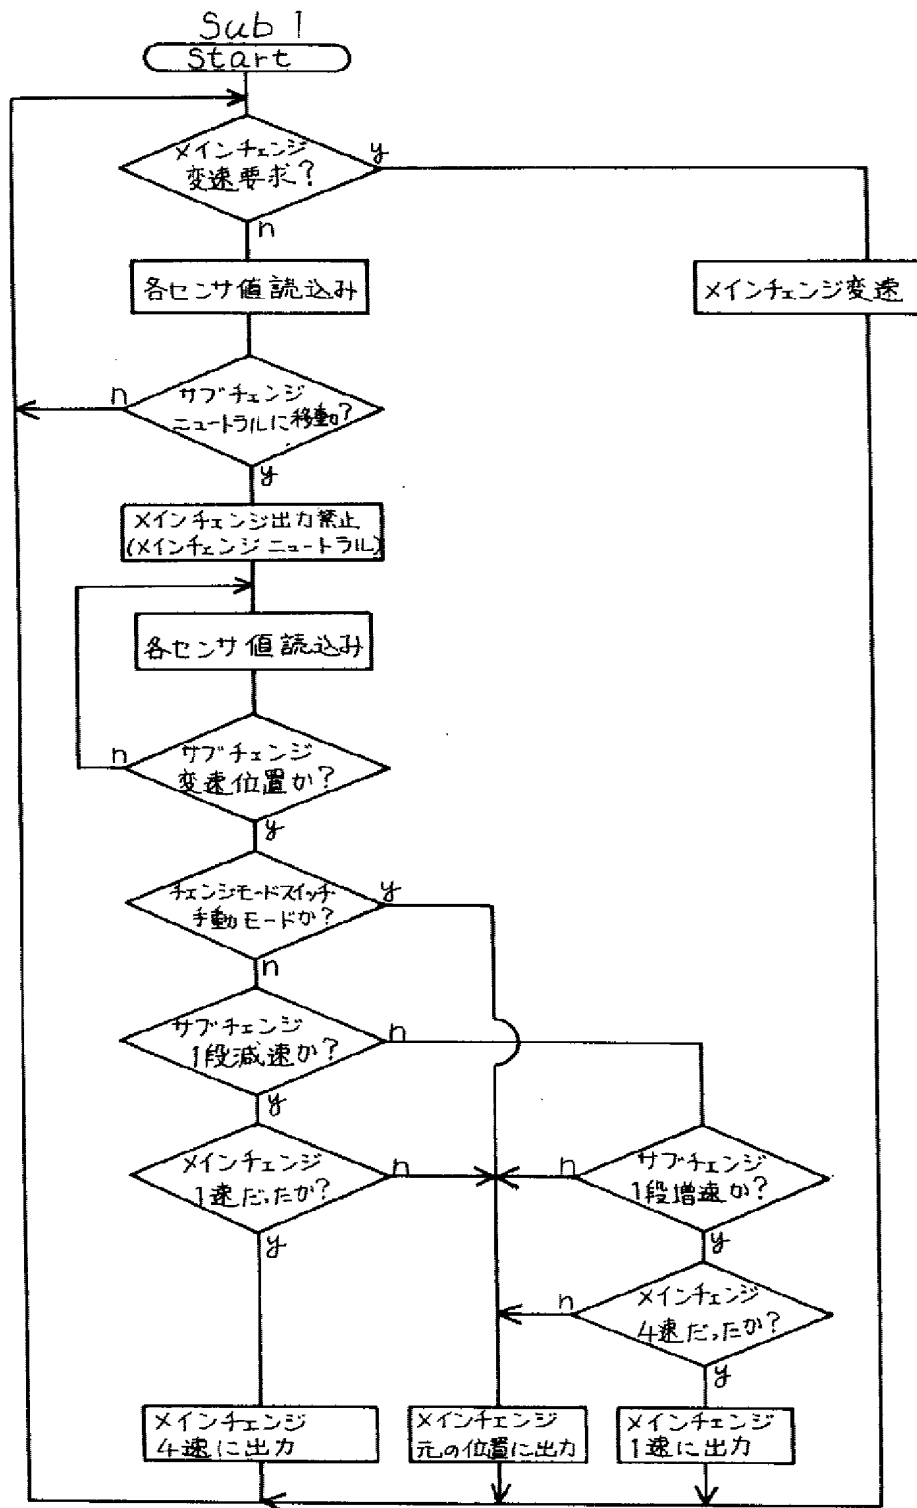 Sub 1
Start
メインチェンジ
変速要求?
y
n
各センサ値読込み
メインチェンジ変速
サブチェンジ
ニュートラルに移動?
n
y
メインチェンジ出力禁止
(メインチェンジニュートラル)
各センサ値読込み
サブチェンジ
変速位置か?
n
y
チェンジモードスイッチ
手動モードか?
y
n
サブチェンジ
1段減速か?
n
y
メインチェンジ
1速だったか?
n
y
サブチェンジ
1段増速か?
n
y
メインチェンジ
4速だったか?
n
y
メインチェンジ
4速に出力
メインチェンジ
元の位置に出力
メインチェンジ
1速に出力